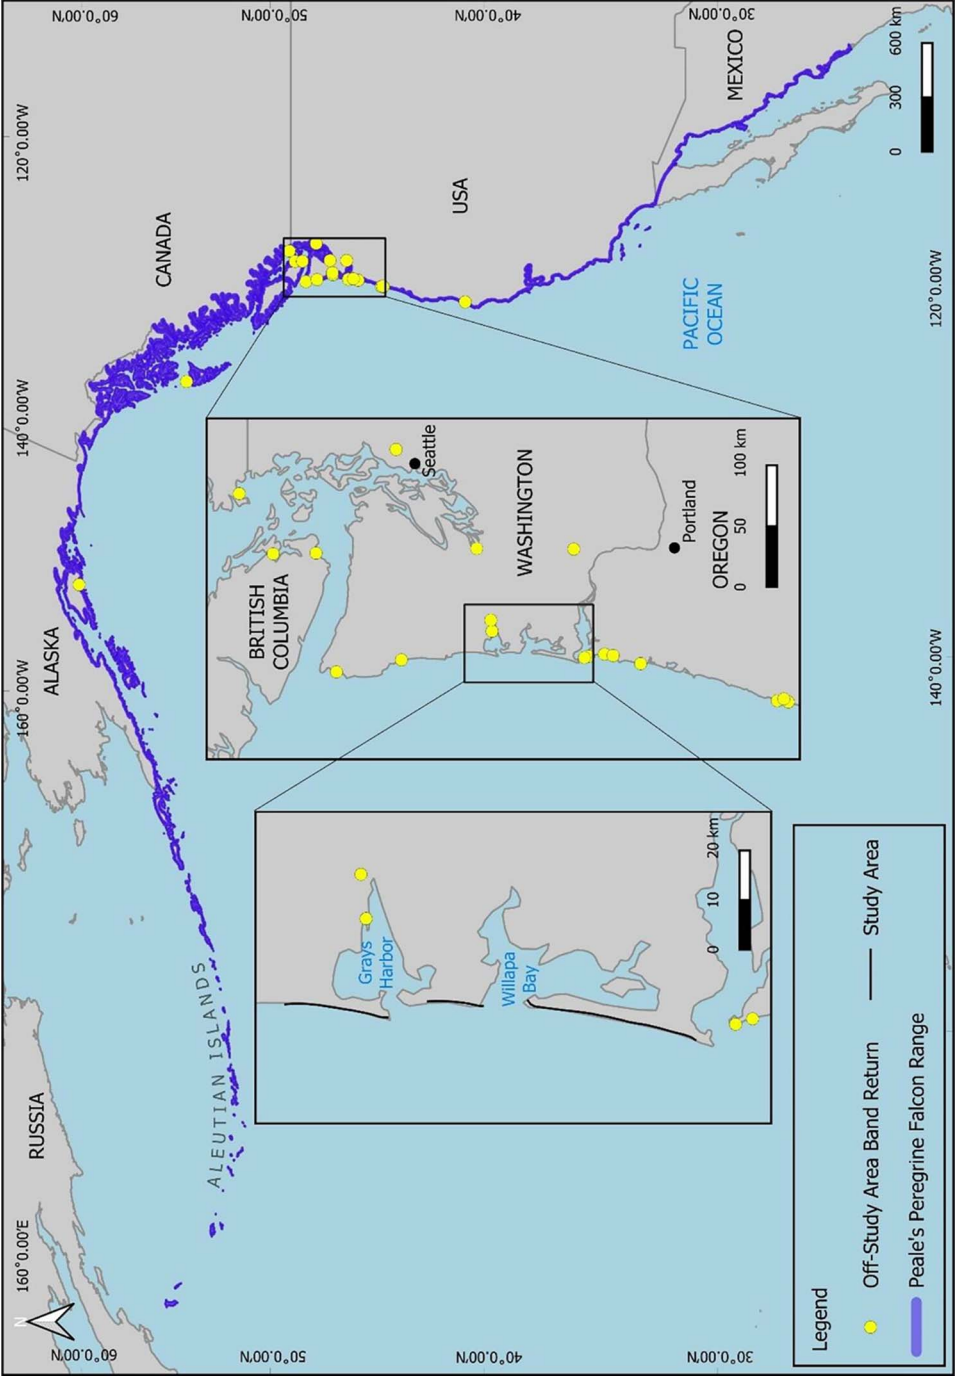 160°0.00'E
160°0.00'W
140°0.00'W
120°0.00'W
N
60°0.00'N
60°0.00'N
RUSSIA
ALASKA
CANADA
ALEUTIAN ISLANDS
50°0.00'N
50°0.00'N
BRITISH
COLUMBIA
Seattle
WASHINGTON
Portland
OREGON
0
50
100 km
Grays
Harbor
Willapa
Bay
0
10
20 km
USA
40°0.00'N
40°0.00'N
PACIFIC
OCEAN
MEXICO
30°0.00'N
30°0.00'N
Legend
Off-Study Area Band Return
Study Area
Peale's Peregrine Falcon Range
0
300
600 km
140°0.00'W
120°0.00'W